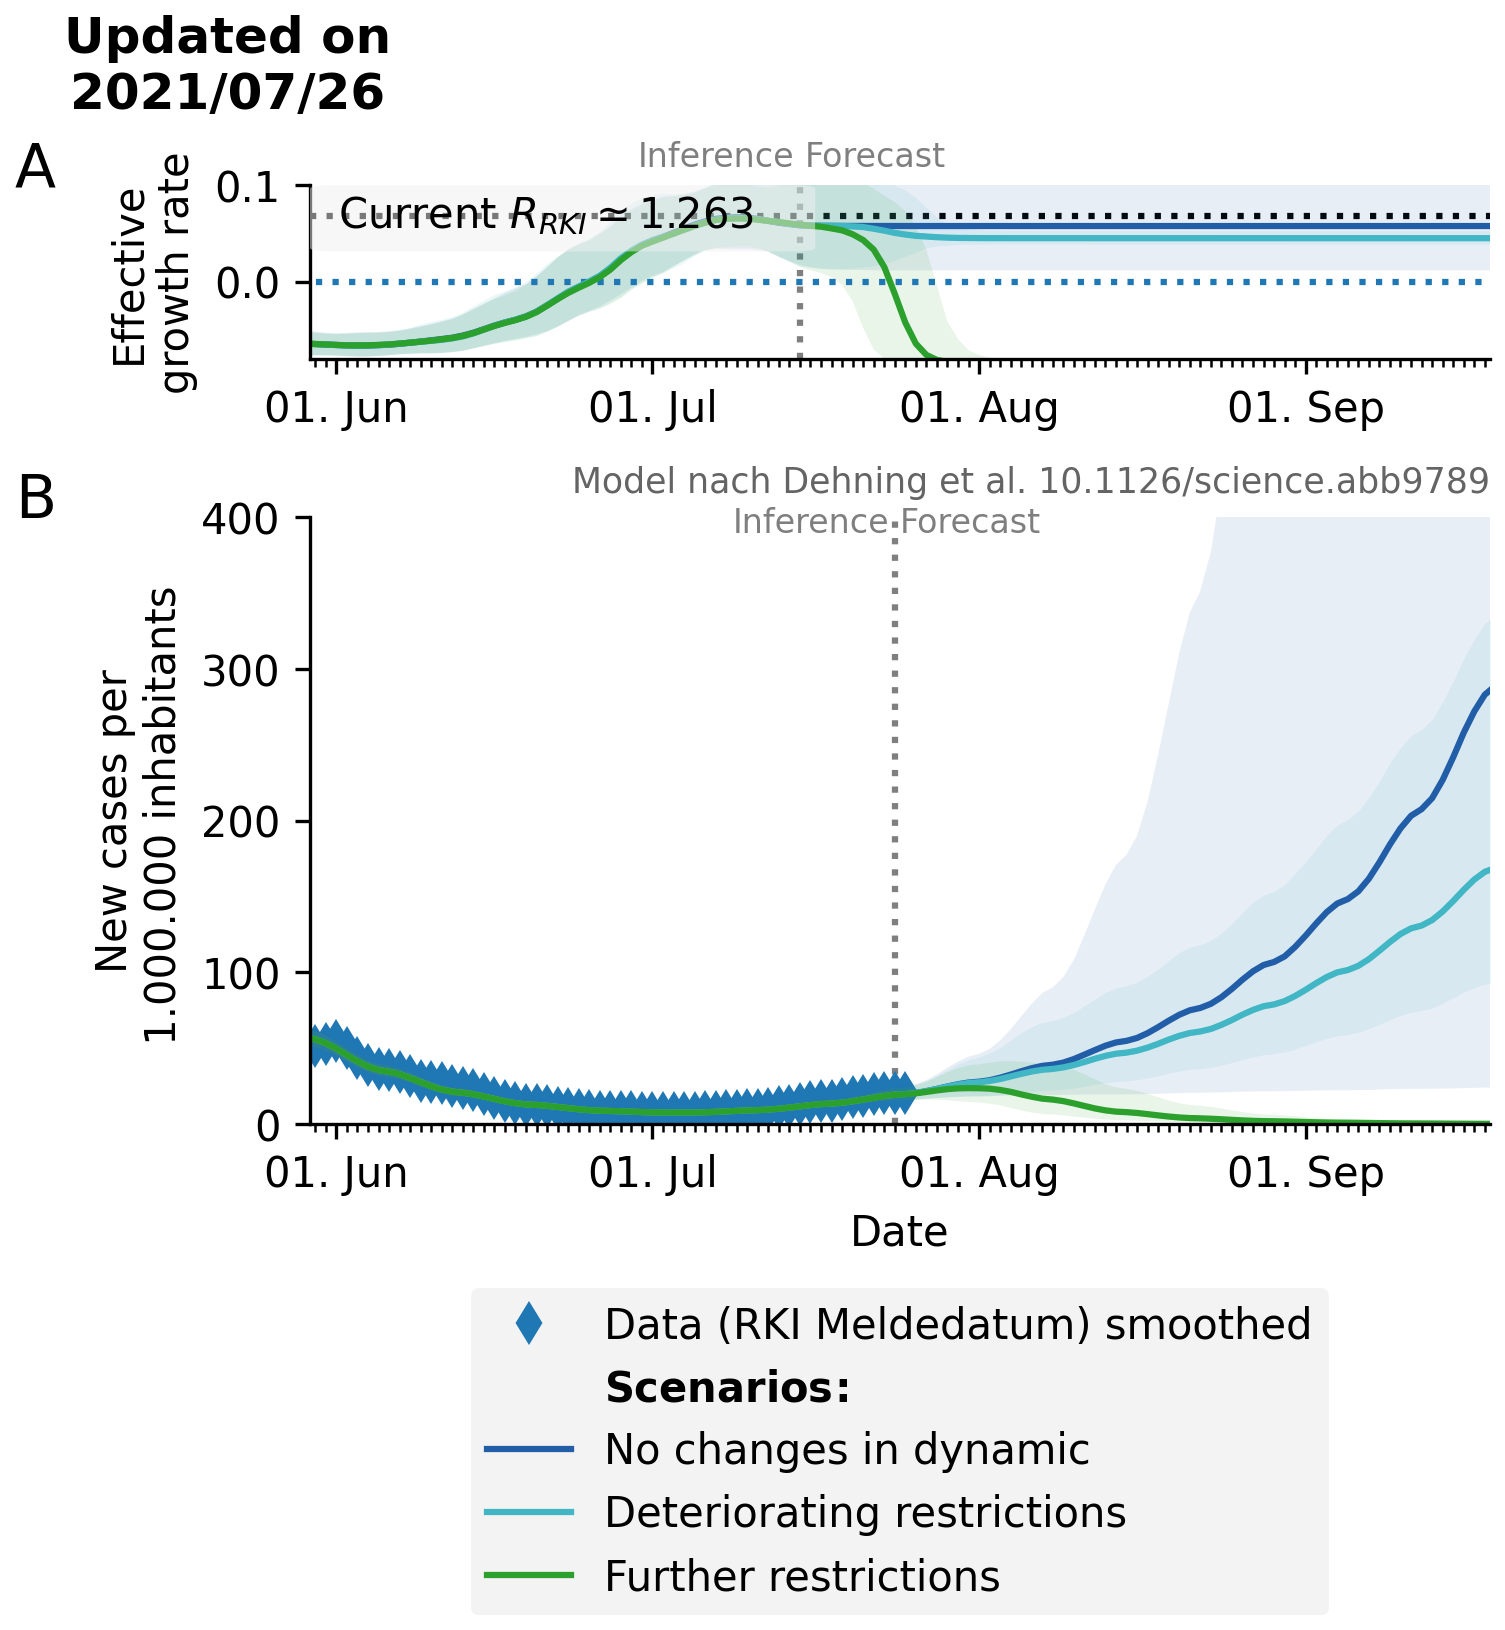 Updated on
2021/07/26
A
Effective
growth rate
Inference Forecast
0.1
0.0
Current R_RKI ≃ 1.263
01. Jun
01. Jul
01. Aug
01. Sep
B
Model nach Dehning et al. 10.1126/science.abb9789
Inference Forecast
New cases per
1.000.000 inhabitants
400
300
200
100
0
01. Jun
01. Jul
01. Aug
01. Sep
Date
Data (RKI Meldedatum) smoothed
Scenarios:
No changes in dynamic
Deteriorating restrictions
Further restrictions